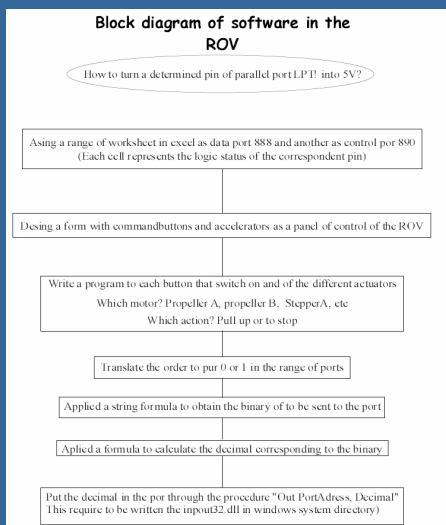 Block diagram of software in the
ROV
How to turn a determined pin of parallel port LPT! into 5V?
Asing a range of worksheet in excel as data port 888 and another as control por 890
(Each cell represents the logic status of the correspondent pin)
Desing a form with commandbuttons and accelerators as a panel of control of the ROV
Write a program to each button that switch on and of the different actuators
Which motor? Propeller A, propeller B, StepperA, etc
Which action? Pull up or to stop
Translate the order to pur 0 or 1 in the range of ports
Applied a string formula to obtain the binary of to be sent to the port
Aplied a formula to calculate the decimal corresponding to the binary
Put the decimal in the por through the procedure "Out PortAdress, Decimal"
This require to be written the inpout32.dll in windows system directory)